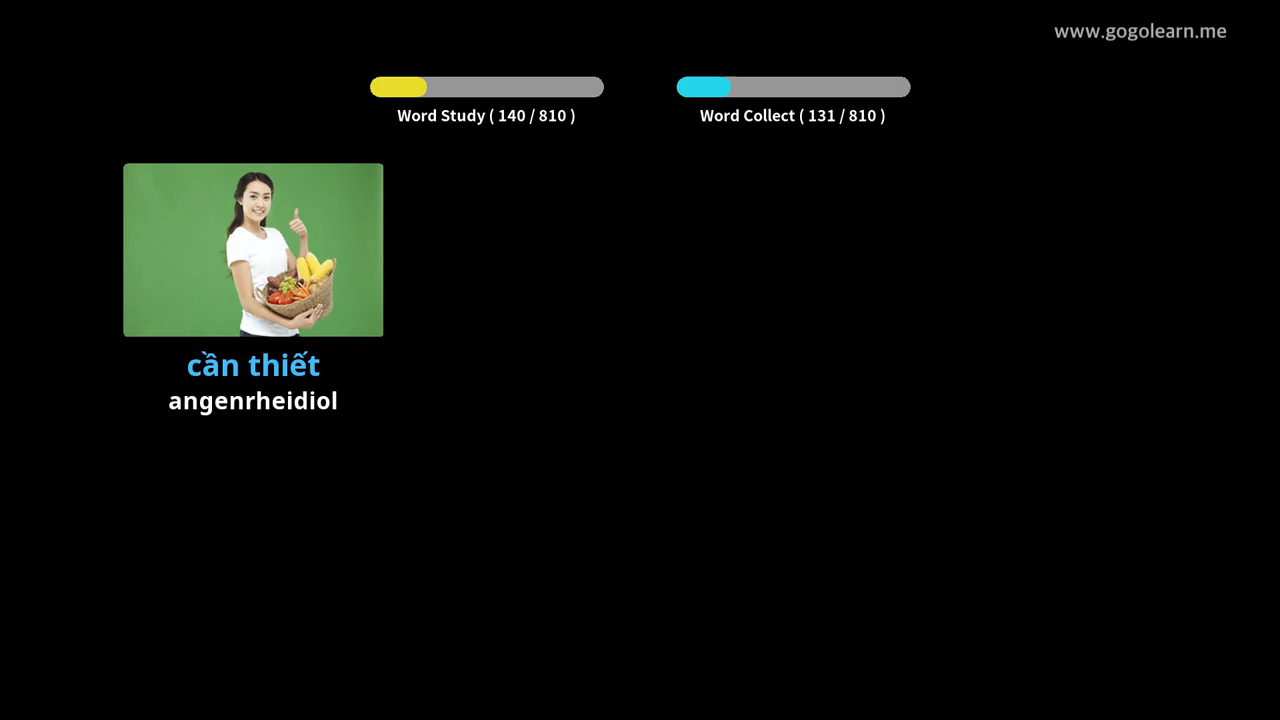 www.gogolearn.me
Word Study ( 140 / 810 )
Word Collect ( 131 / 810 )
cần thiết
angenrheidiol